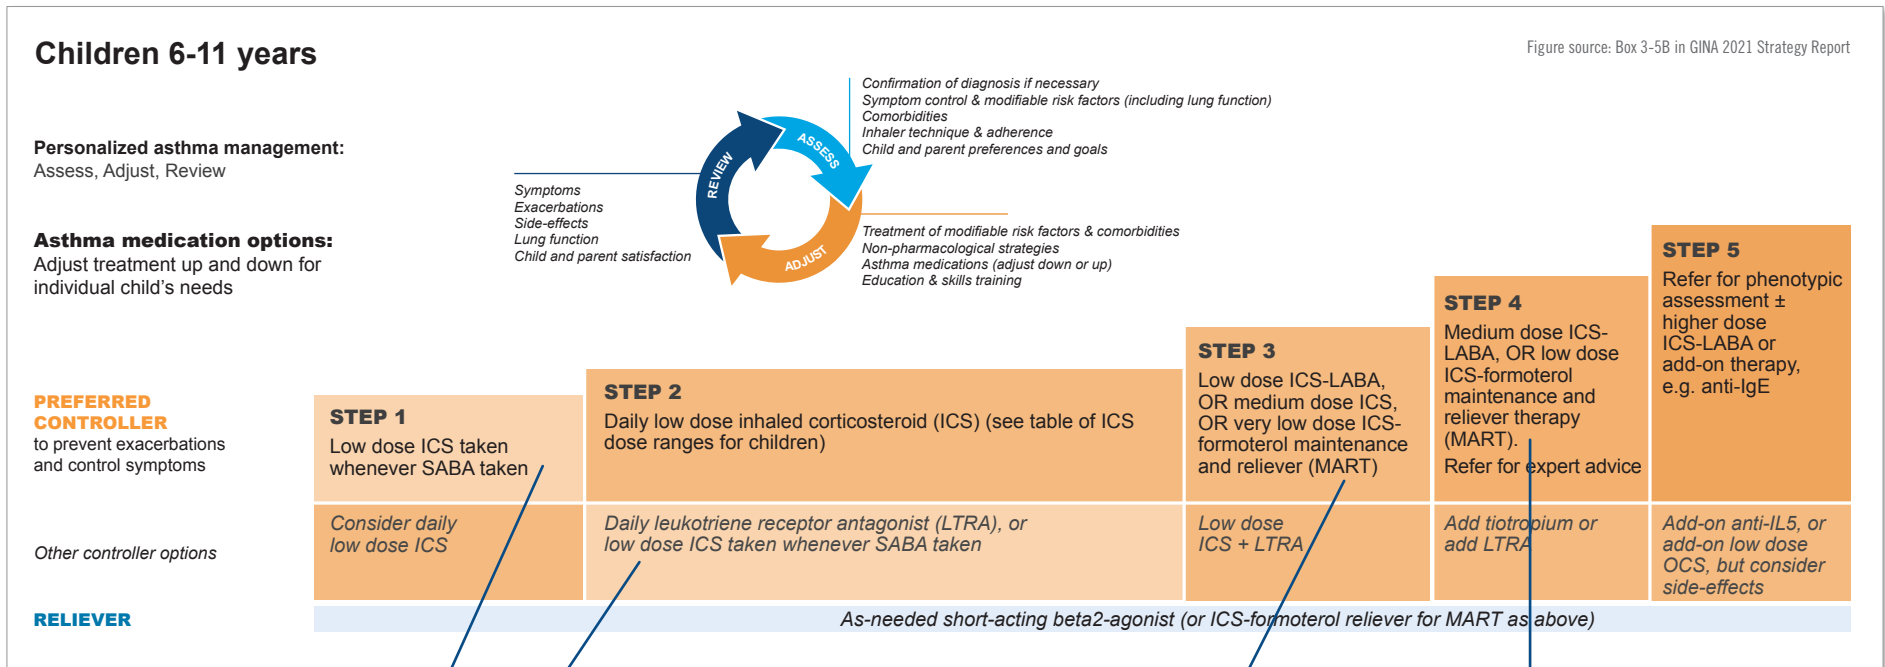 Children 6-11 years
Figure source: Box 3-5B in GINA 2021 Strategy Report
Personalized asthma management:
Assess, Adjust, Review
Confirmation of diagnosis if necessary
Symptom control & modifiable risk factors (including lung function)
Comorbidities
Inhaler technique & adherence
Child and parent preferences and goals
REVIEW
ASSESS
ADJUST
Symptoms
Exacerbations
Side-effects
Lung function
Child and parent satisfaction
Treatment of modifiable risk factors & comorbidities
Non-pharmacological strategies
Asthma medications (adjust down or up)
Education & skills training
Asthma medication options:
Adjust treatment up and down for
individual child's needs
PREFERRED
CONTROLLER
to prevent exacerbations
and control symptoms
STEP 1
Low dose ICS taken
whenever SABA taken
STEP 2
Daily low dose inhaled corticosteroid (ICS) (see table of ICS
dose ranges for children)
STEP 3
Low dose ICS-LABA,
OR medium dose ICS,
OR very low dose ICS-
formoterol maintenance
and reliever (MART)
STEP 4
Medium dose ICS-
LABA, OR low dose
ICS-formoterol
maintenance and
reliever therapy
(MART).
Refer for expert advice
STEP 5
Refer for phenotypic
assessment ±
higher dose
ICS-LABA or
add-on therapy,
e.g. anti-IgE
Other controller options
Consider daily
low dose ICS
Daily leukotriene receptor antagonist (LTRA), or
low dose ICS taken whenever SABA taken
Low dose
ICS + LTRA
Add tiotropium or
add LTRA
Add-on anti-IL5, or
add-on low dose
OCS, but consider
side-effects
RELIEVER
As-needed short-acting beta2-agonist (or ICS-formoterol reliever for MART as above)